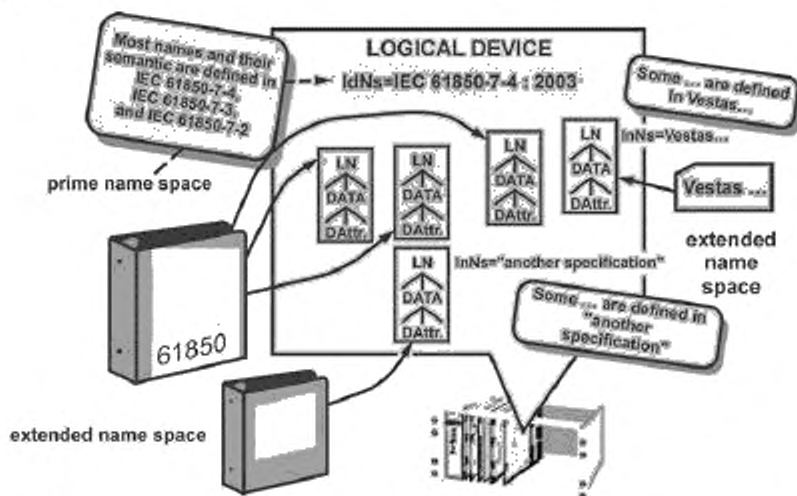 Most names and their
semantic are defined in
IEC 61850-7-4,
IEC 61850-7-3,
and IEC 61850-7-2
LOGICAL DEVICE
ldNs=IEC 61850-7-4 : 2003
Some ... are defined
in Vestas...,
lnNs=Vestas...
prime name space
LN
DATA
DAttr.
LN
DATA
DAttr.
LN
DATA
DAttr.
LN
DATA
DAttr.
Vestas ...
extended
name
space
lnNs="another specification"
LN
DATA
DAttr.
Some ... are defined in
"another
specification"
61850
extended name space